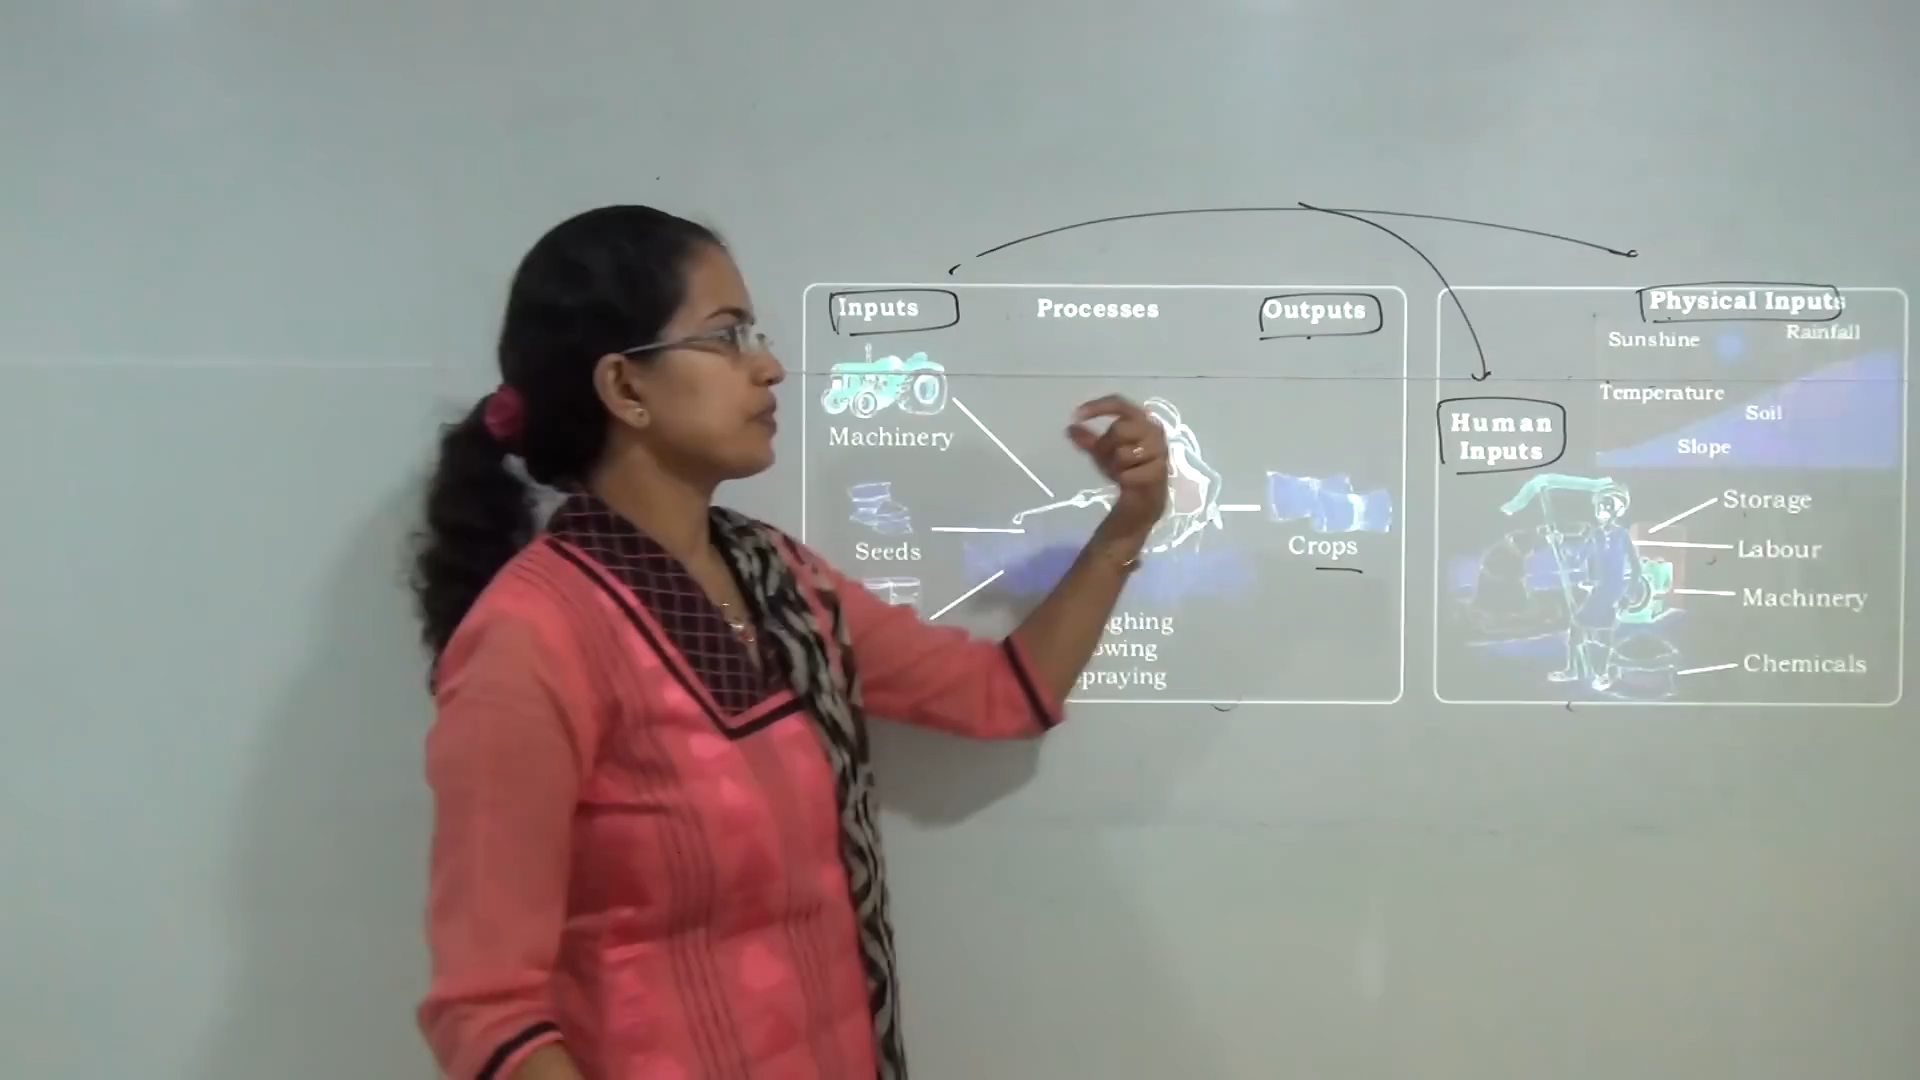 Inputs
Processes
Outputs
Machinery
Seeds
Crops
Physical Inputs
Sunshine
Rainfall
Temperature
Soil
Slope
Human
Inputs
Storage
Labour
Machinery
Chemicals